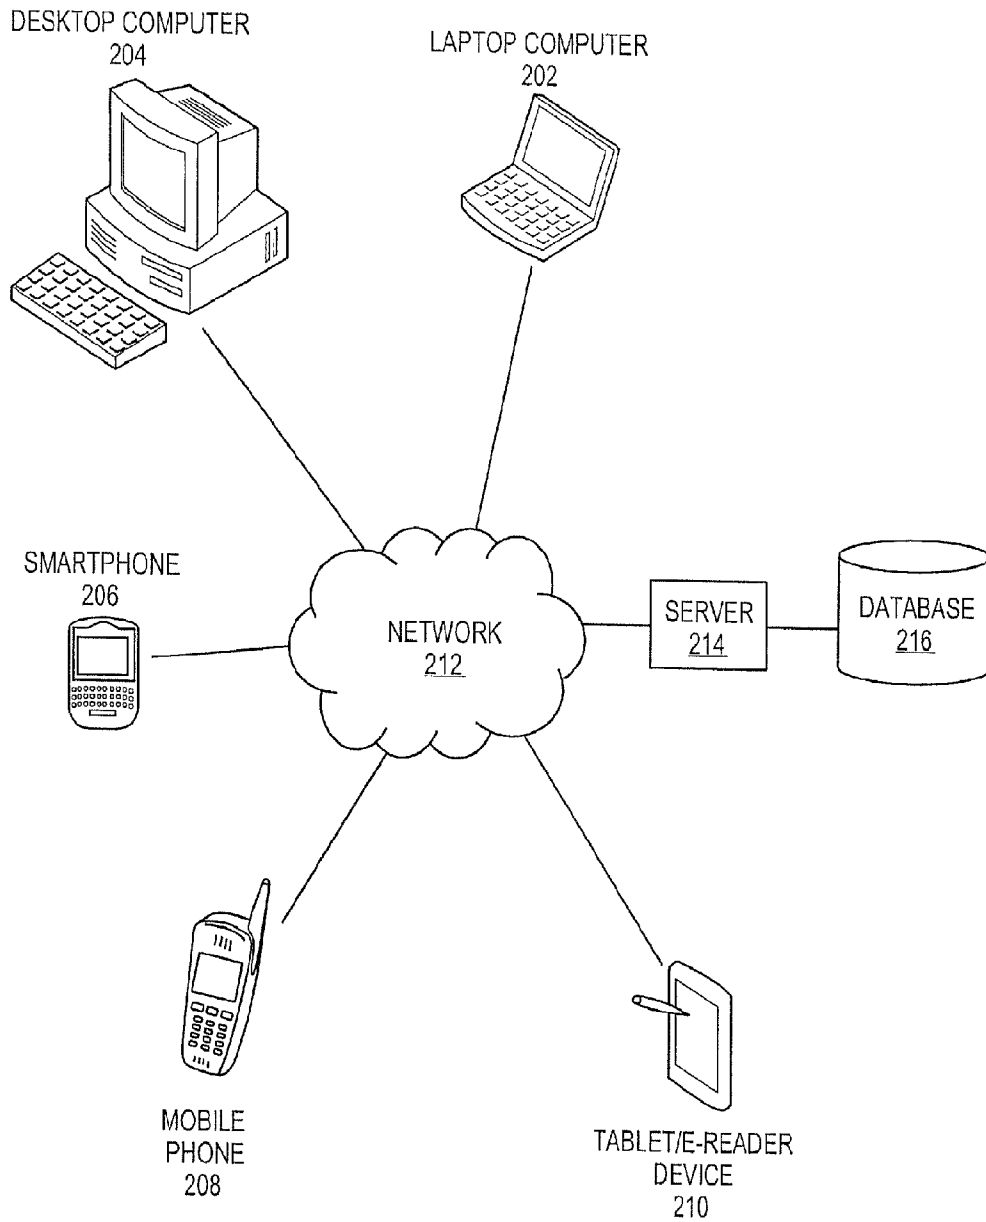 DESKTOP COMPUTER
204
LAPTOP COMPUTER
202
SMARTPHONE
206
NETWORK
212
SERVER
214
DATABASE
216
MOBILE
PHONE
208
TABLET/E-READER
DEVICE
210